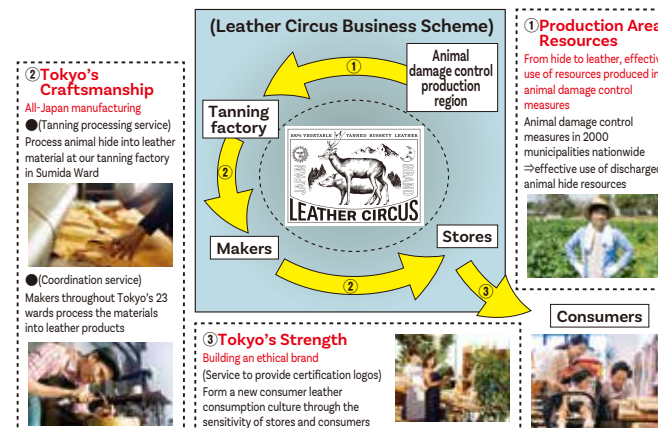 (Leather Circus Business Scheme)
①
Animal
damage control
production
region
Tanning
factory
②
100% VEGETABLE TANNED RUSSETY LEATHER
JAPAN
BRAND
LEATHER CIRCUS
Makers
②
Stores
③
Consumers
①Production Area
Resources
From hide to leather, effective
use of resources produced in
animal damage control
measures
Animal damage control
measures in 2000
municipalities nationwide
⇒effective use of discharged
animal hide resources
②Tokyo's
Craftsmanship
All-Japan manufacturing
●(Tanning processing service)
Process animal hide into leather
material at our tanning factory
in Sumida Ward
●(Coordination service)
Makers throughout Tokyo's 23
wards process the materials
into leather products
③Tokyo's Strength
Building an ethical brand
(Service to provide certification logos)
Form a new consumer leather
consumption culture through the
sensitivity of stores and consumers